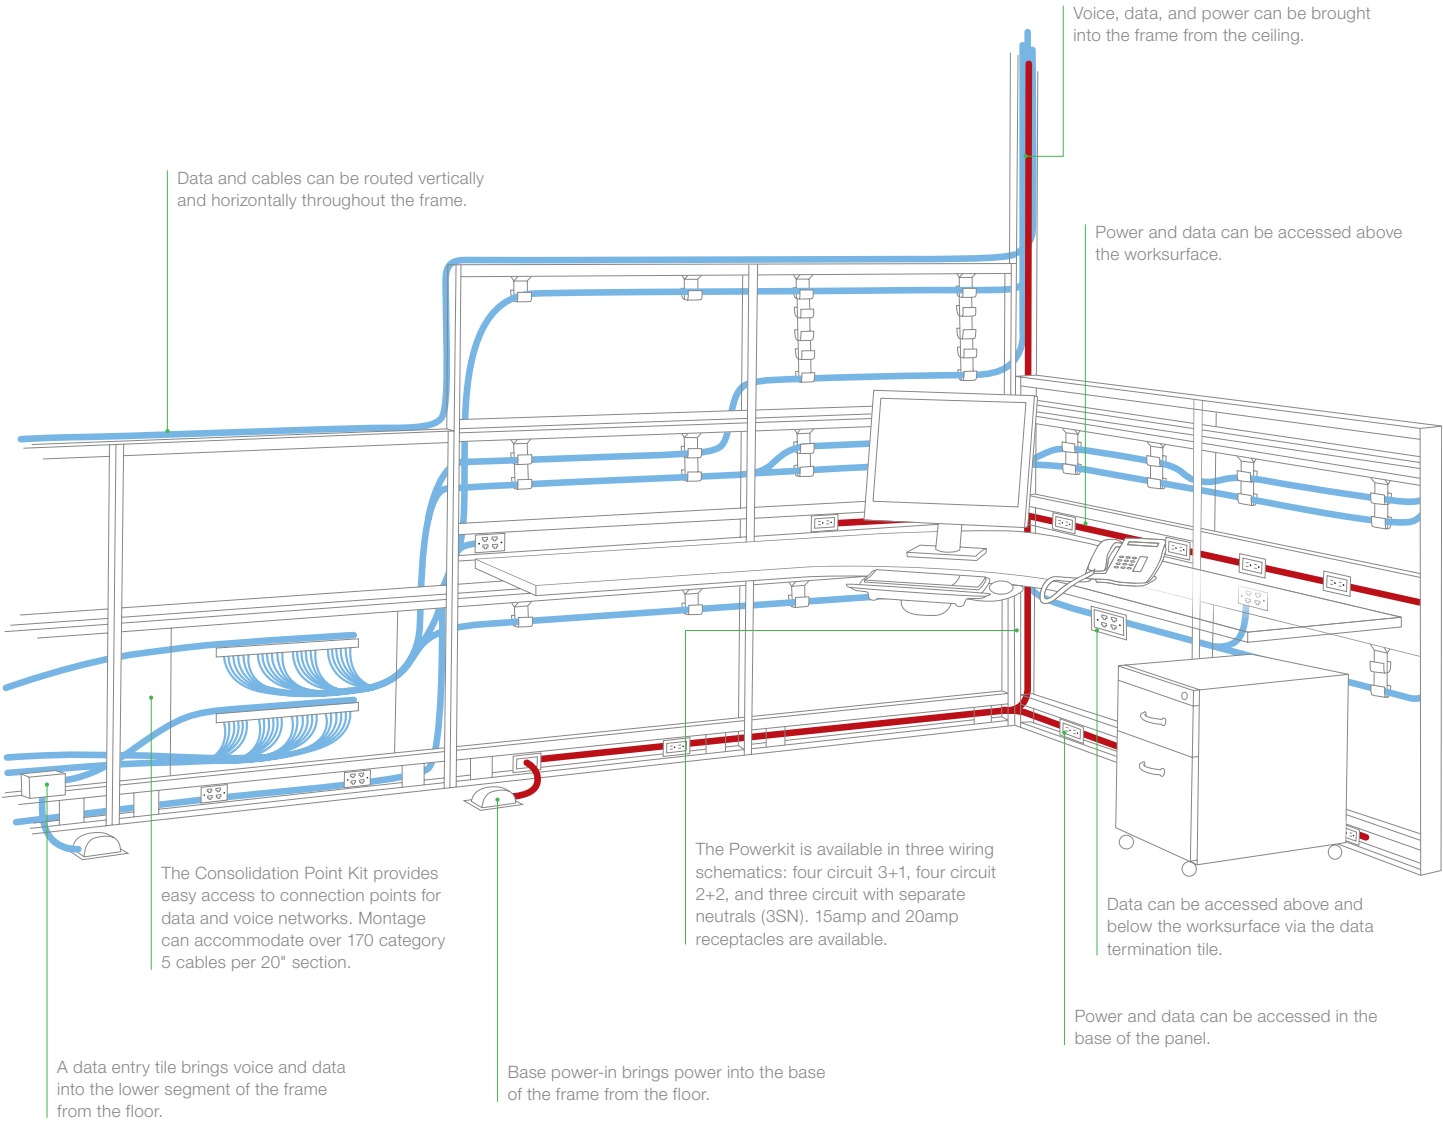 Voice, data, and power can be brought
into the frame from the ceiling.
Data and cables can be routed vertically
and horizontally throughout the frame.
Power and data can be accessed above
the worksurface.
The Consolidation Point Kit provides
easy access to connection points for
data and voice networks. Montage
can accommodate over 170 category
5 cables per 20" section.
The Powerkit is available in three wiring
schematics: four circuit 3+1, four circuit
2+2, and three circuit with separate
neutrals (3SN). 15amp and 20amp
receptacles are available.
Data can be accessed above and
below the worksurface via the data
termination tile.
Power and data can be accessed in the
base of the panel.
A data entry tile brings voice and data
into the lower segment of the frame
from the floor.
Base power-in brings power into the base
of the frame from the floor.